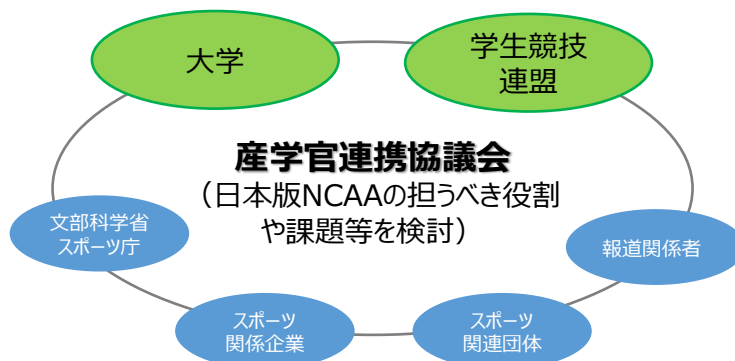 大学
学生競技
連盟
産学官連携協議会
（日本版NCAAの担うべき役割
や課題等を検討）
文部科学省
スポーツ庁
報道関係者
スポーツ
関係企業
スポーツ
関連団体